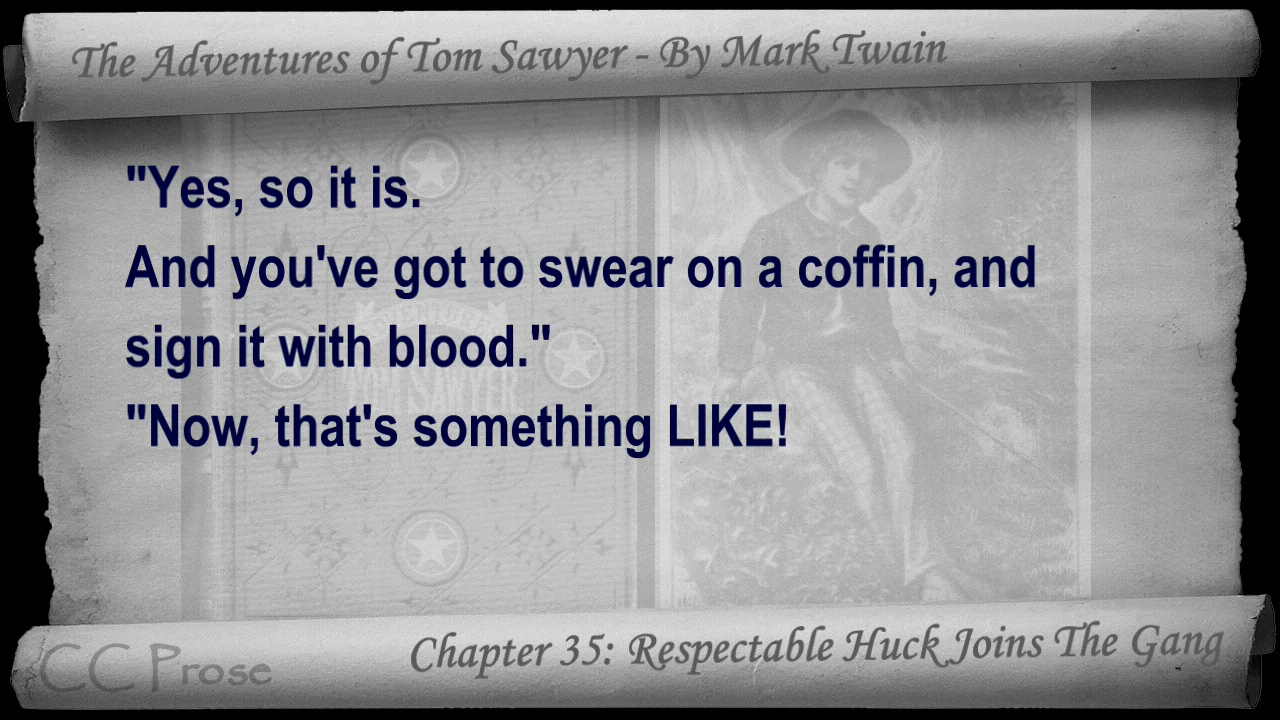 The Adventures of Tom Sawyer - By Mark Twain
"Yes, so it is.
And you've got to swear on a coffin, and
sign it with blood."
"Now, that's something LIKE!
TOM SAWYER
Chapter 35: Respectable Huck Joins The Gang
CC Prose